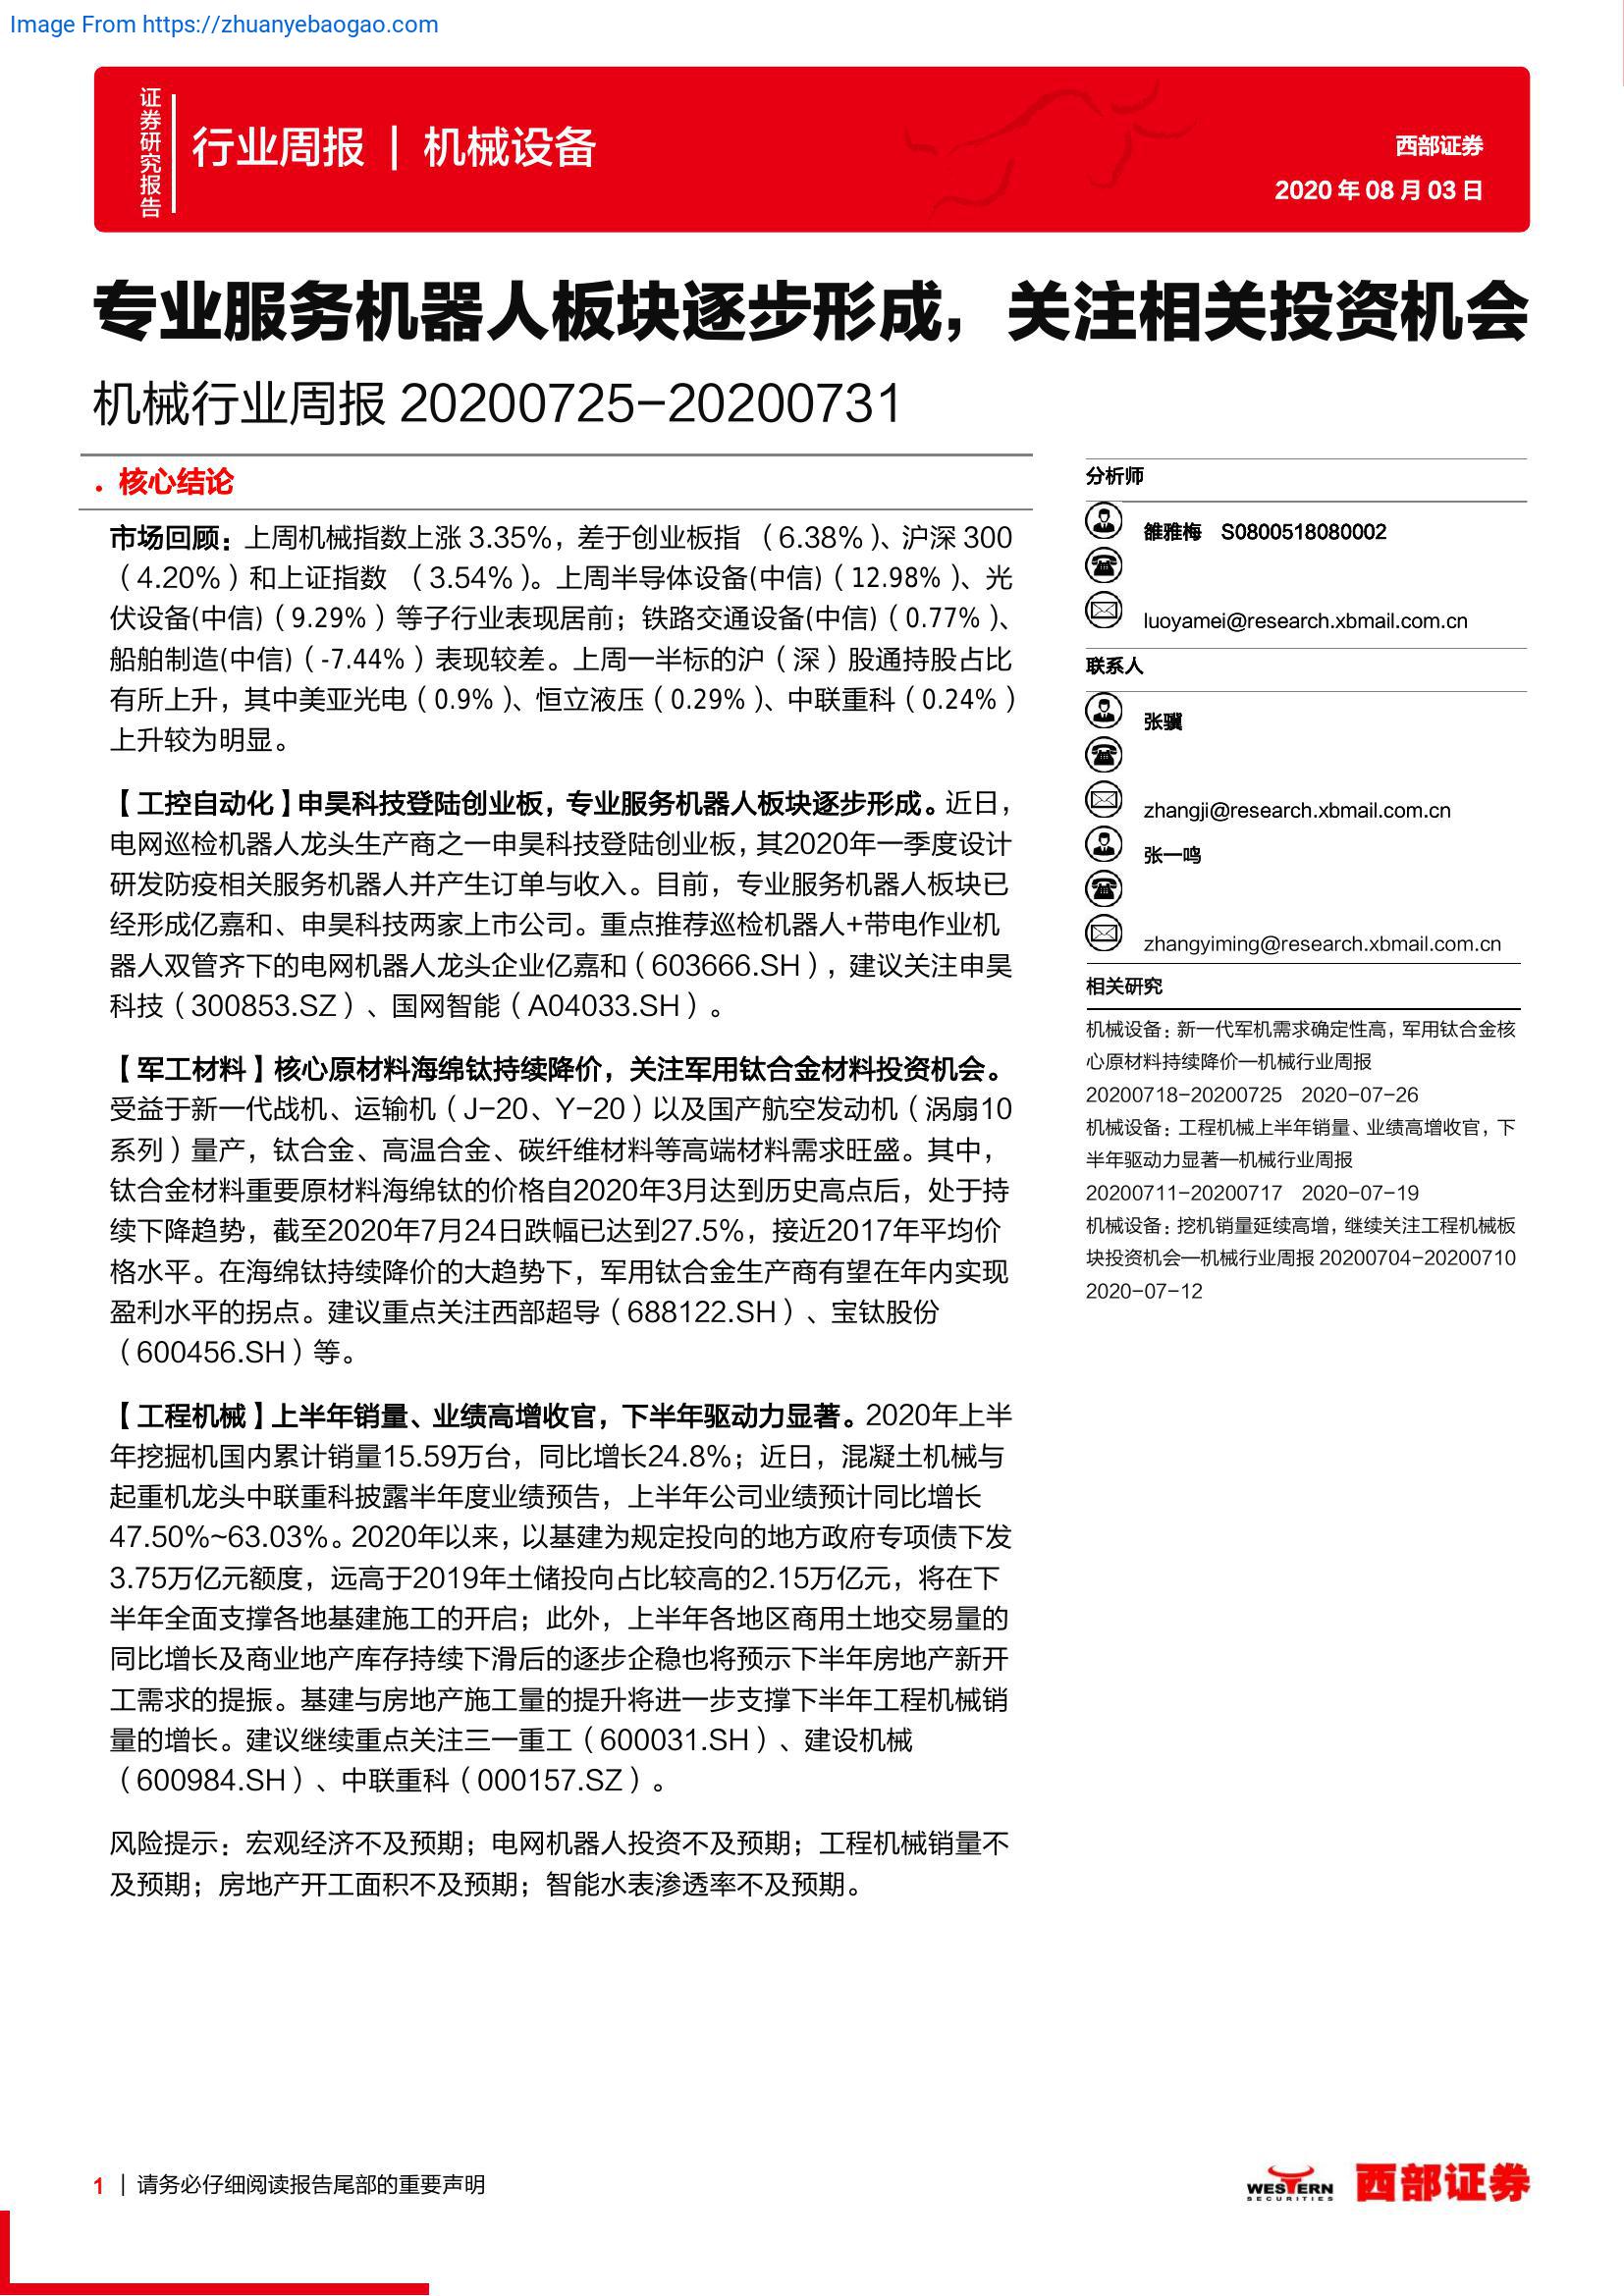 Image From https://zhuanyebaogao.com
证券研究报告
行业周报 | 机械设备
西部证券
2020 年 08 月 03 日
专业服务机器人板块逐步形成，关注相关投资机会
机械行业周报 20200725-20200731
• 核心结论
市场回顾：上周机械指数上涨 3.35%，差于创业板指 （6.38%）、沪深 300
（4.20%）和上证指数 （3.54%）。上周半导体设备(中信)（12.98%）、光
伏设备(中信)（9.29%）等子行业表现居前；铁路交通设备(中信)（0.77%）、
船舶制造(中信)（-7.44%）表现较差。上周一半标的沪（深）股通持股占比
有所上升，其中美亚光电（0.9%）、恒立液压（0.29%）、中联重科（0.24%）
上升较为明显。
【工控自动化】申昊科技登陆创业板，专业服务机器人板块逐步形成。近日，
电网巡检机器人龙头生产商之一申昊科技登陆创业板，其2020年一季度设计
研发防疫相关服务机器人并产生订单与收入。目前，专业服务机器人板块已
经形成亿嘉和、申昊科技两家上市公司。重点推荐巡检机器人+带电作业机
器人双管齐下的电网机器人龙头企业亿嘉和（603666.SH），建议关注申昊
科技（300853.SZ）、国网智能（A04033.SH）。
【军工材料】核心原材料海绵钛持续降价，关注军用钛合金材料投资机会。
受益于新一代战机、运输机（J-20、Y-20）以及国产航空发动机（涡扇10
系列）量产，钛合金、高温合金、碳纤维材料等高端材料需求旺盛。其中，
钛合金材料重要原材料海绵钛的价格自2020年3月达到历史高点后，处于持
续下降趋势，截至2020年7月24日跌幅已达到27.5%，接近2017年平均价
格水平。在海绵钛持续降价的大趋势下，军用钛合金生产商有望在年内实现
盈利水平的拐点。建议重点关注西部超导（688122.SH）、宝钛股份
（600456.SH）等。
【工程机械】上半年销量、业绩高增收官，下半年驱动力显著。2020年上半
年挖掘机国内累计销量15.59万台，同比增长24.8%；近日，混凝土机械与
起重机龙头中联重科披露半年度业绩预告，上半年公司业绩预计同比增长
47.50%~63.03%。2020年以来，以基建为规定投向的地方政府专项债下发
3.75万亿元额度，远高于2019年土储投向占比较高的2.15万亿元，将在下
半年全面支撑各地基建施工的开启；此外，上半年各地区商用土地交易量的
同比增长及商业地产库存持续下滑后的逐步企稳也将预示下半年房地产新开
工需求的提振。基建与房地产施工量的提升将进一步支撑下半年工程机械销
量的增长。建议继续重点关注三一重工（600031.SH）、建设机械
（600984.SH）、中联重科（000157.SZ）。
风险提示：宏观经济不及预期；电网机器人投资不及预期；工程机械销量不
及预期；房地产开工面积不及预期；智能水表渗透率不及预期。
分析师
雒雅梅 S0800518080002
luoyamei@research.xbmail.com.cn
联系人
张骥
zhangji@research.xbmail.com.cn
张一鸣
zhangyiming@research.xbmail.com.cn
相关研究
机械设备：新一代军机需求确定性高，军用钛合金核
心原材料持续降价—机械行业周报
20200718-20200725 2020-07-26
机械设备：工程机械上半年销量、业绩高增收官，下
半年驱动力显著—机械行业周报
20200711-20200717 2020-07-19
机械设备：挖机销量延续高增，继续关注工程机械板
块投资机会—机械行业周报 20200704-20200710
2020-07-12
1 | 请务必仔细阅读报告尾部的重要声明
WESTERN
SECURITIES
西部证券